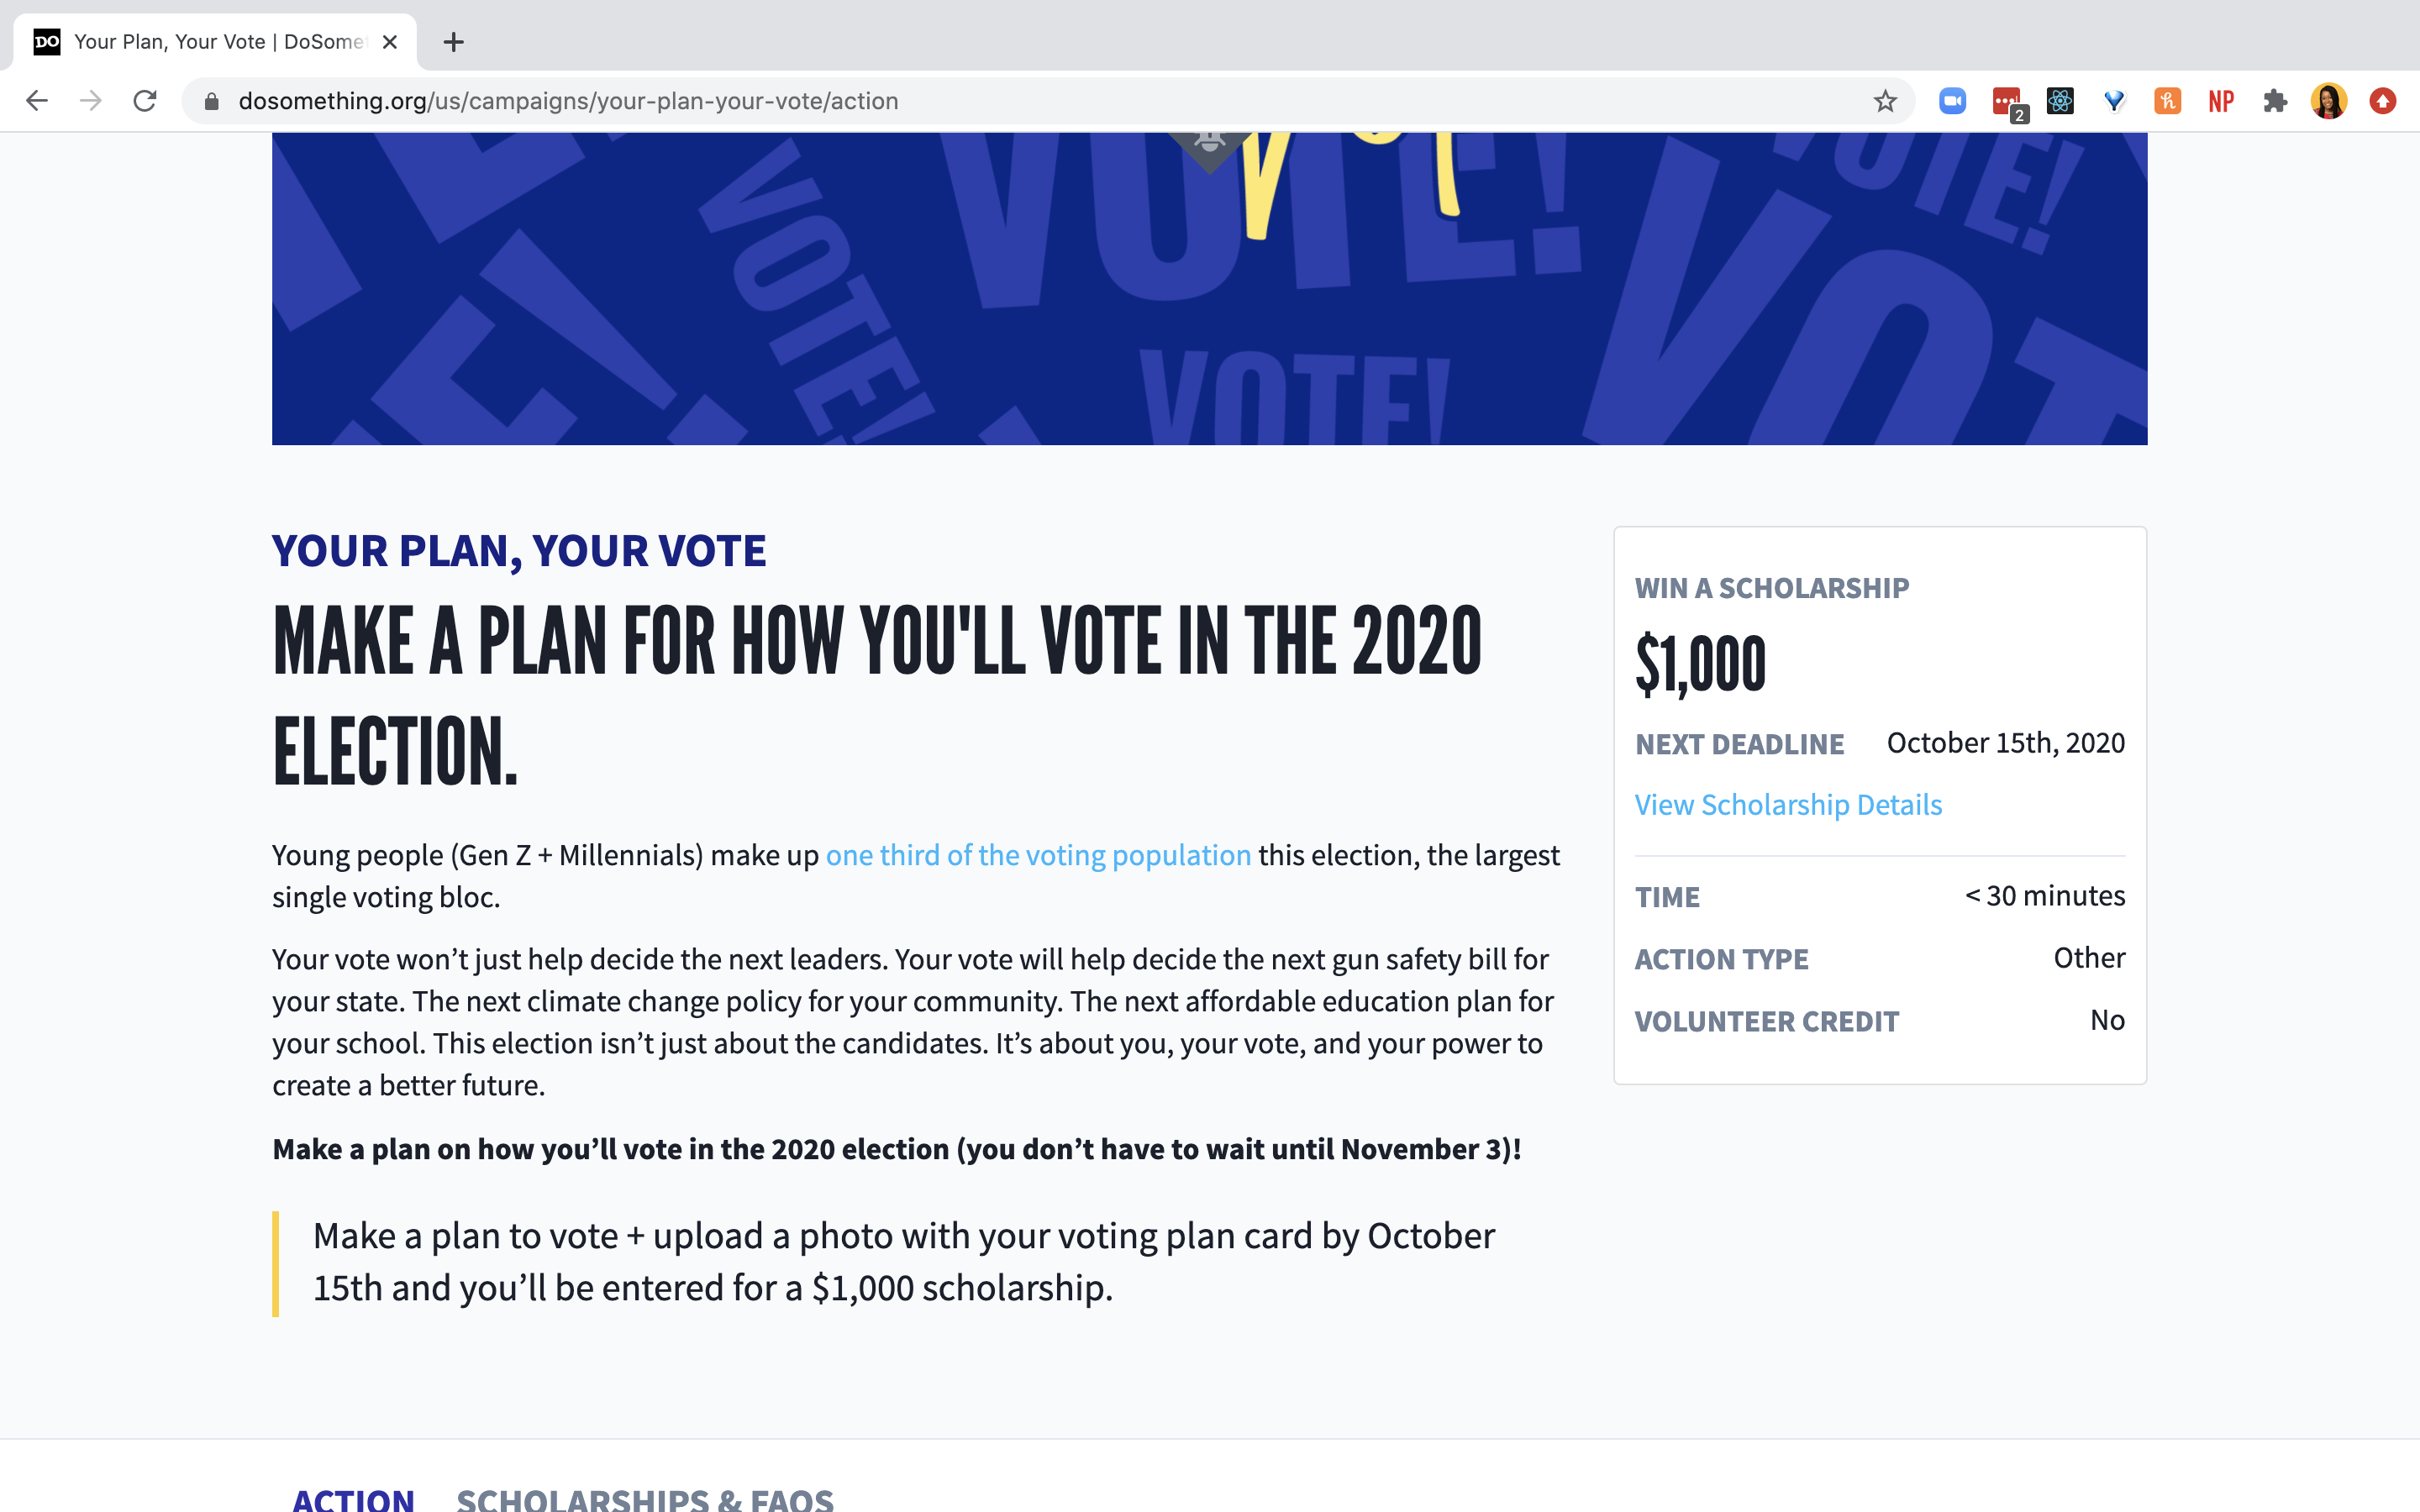 DO Your Plan, Your Vote | DoSome
dosomething.org/us/campaigns/your-plan-your-vote/action
2
NP
VOTE!
VOTE!
VOTE!
VOTE!
VOT
YOUR PLAN, YOUR VOTE
MAKE A PLAN FOR HOW YOU'LL VOTE IN THE 2020
ELECTION.
Young people (Gen Z + Millennials) make up one third of the voting population this election, the largest
single voting bloc.
Your vote won’t just help decide the next leaders. Your vote will help decide the next gun safety bill for
your state. The next climate change policy for your community. The next affordable education plan for
your school. This election isn’t just about the candidates. It’s about you, your vote, and your power to
create a better future.
Make a plan on how you’ll vote in the 2020 election (you don’t have to wait until November 3)!
Make a plan to vote + upload a photo with your voting plan card by October
15th and you’ll be entered for a $1,000 scholarship.
WIN A SCHOLARSHIP
$1,000
NEXT DEADLINE October 15th, 2020
View Scholarship Details
TIME < 30 minutes
ACTION TYPE Other
VOLUNTEER CREDIT No
ACTION SCHOLARSHIPS & FAQS